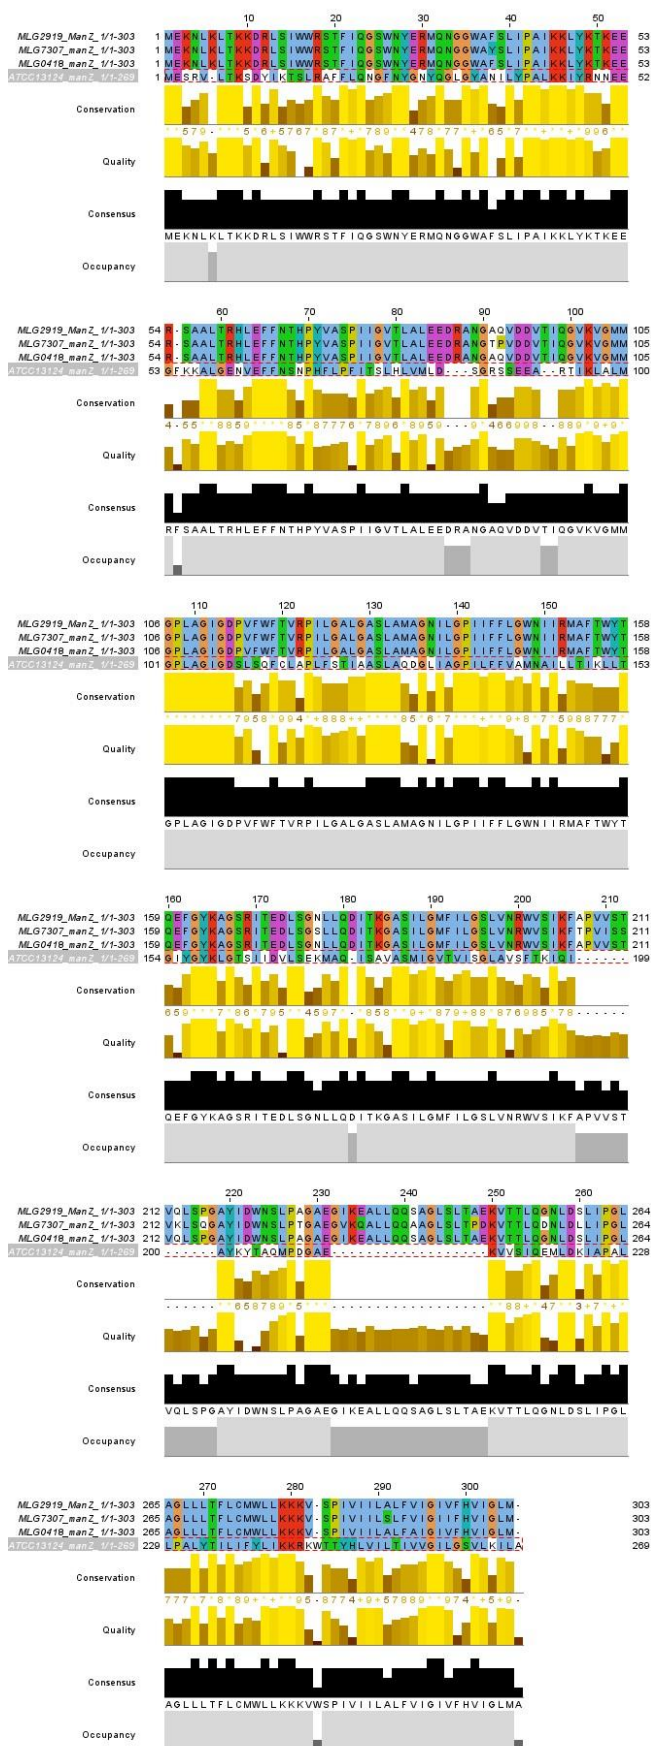 10 20 30 40 50
MLG2919_ManZ_1/1-303 1 MEKNLKLTKKDRLSIWWRSTFIQGSWNYERMQNGGWAFSLIPAIKKLYKTKEE 53
MLG7307_manZ_1/1-303 1 MEKNLKLTKKDRLSIWWRSTFIQGSWNYERMQNGGWAYSLIPAIKKLYKTKEE 53
MLG0418_manZ_1/1-303 1 MEKNLKLTKKDRLSIWWRSTFIQGSWNYERMQNGGWAFSLIPAIKKLYKTKEE 53
ATCC13124_manZ_1/1-269 1 MESRV-LTKSDYIKTSLRAFFLQNGFNYGNYQGLGYANILYPALKKIYRNNEE 52
Conservation
Quality
Consensus
MEKNLKLTKKDRLSIWWRSTFIQGSWNYERMQNGGWAFSLIPAIKKLYKTKEE
Occupancy
60 70 80 90 100
MLG2919_ManZ_1/1-303 54 R-SAALTRHLEFFNTHPYVASPIIGVTLALEEDRANGAQVDDVTIQGVKVGMM 105
MLG7307_manZ_1/1-303 54 R-SAALTRHLEFFNTHPYVASPIIGVTLALEEDRANGTPVDDVTIQGVKVGMM 105
MLG0418_manZ_1/1-303 54 R-SAALTRHLEFFNTHPYVASPIIGVTLALEEDRANGAQVDDVTIQGVKVGMM 105
ATCC13124_manZ_1/1-269 53 GFKKALGENVEFFNSNPHFLPFITSLHLVMLD---SGRSSEEA--RTIKLALM 100
Conservation
Quality
Consensus
RFSAALTRHLEFFNTHPYVASPIIGVTLALEEDRANGAQVDDVTIQGVKVGMM
Occupancy
110 120 130 140 150
MLG2919_ManZ_1/1-303 106 GPLAGIGDPVFWFTVRPILGALGASLAMAGNILGPIIFFLGWNIIRMAFTWYT 158
MLG7307_manZ_1/1-303 106 GPLAGIGDPVFWFTVRPILGALGASLAMAGNILGPIIFFLGWNIIRMAFTWYT 158
MLG0418_manZ_1/1-303 106 GPLAGIGDPVFWFTVRPILGALGASLAMAGNILGPIIFFLGWNIIRMAFTWYT 158
ATCC13124_manZ_1/1-269 101 GPLAGIGDSLSQFCLAPLFSTIAASLAQDGLIAGPILFFVAMNAILLTIKLLT 153
Conservation
Quality
Consensus
GPLAGIGDPVFWFTVRPILGALGASLAMAGNILGPIIFFLGWNIIRMAFTWYT
Occupancy
160 170 180 190 200 210
MLG2919_ManZ_1/1-303 159 QEFGYKAGSRITEDLSGNLLQDITKGASILGMFILGSLVNRWVSIKFAPVVST 211
MLG7307_manZ_1/1-303 159 QEFGYKAGSRITEDLSGSLLQDITKGASILGMFILGSLVNRWVSIKFTPVISS 211
MLG0418_manZ_1/1-303 159 QEFGYKAGSRITEDLSGNLLQDITKGASILGMFILGSLVNRWVSIKFAPVVST 211
ATCC13124_manZ_1/1-269 154 GIYGYKLGTSIIDVLSEKMAQ-ISAVASMIGVTVISGLAVSFTKIQI------ 199
Conservation
Quality
Consensus
QEFGYKAGSRITEDLSGNLLQDITKGASILGMFILGSLVNRWVSIKFAPVVST
Occupancy
220 230 240 250 260
MLG2919_ManZ_1/1-303 212 VQLSPGAYIDWNSLPAGAEGIKEALLQQSAGLSLTAEKVTTLQGNLDSLIPGL 264
MLG7307_manZ_1/1-303 212 VKLSQGAYIDWNSLPTGAEGVKQALLQQAAGLSLTPDKVTTLQDNLDLLIPGL 264
MLG0418_manZ_1/1-303 212 VQLSPGAYIDWNSLPAGAEGIKEALLQQSAGLSLTAEKVTTLQGNLDSLIPGL 264
ATCC13124_manZ_1/1-269 200 ------AYKYTAQMPDGAE------------------KVVSIQEMLDKIAPAL 228
Conservation
Quality
Consensus
VQLSPGAYIDWNSLPAGAEGIKEALLQQSAGLSLTAEKVTTLQGNLDSLIPGL
Occupancy
270 280 290 300
MLG2919_ManZ_1/1-303 265 AGLLLTFLCMWLLKKKV-SPIVIILALFVIGIVFHVIGLM- 303
MLG7307_manZ_1/1-303 265 AGLLLTFLCMWLLKKKV-SPIVIILSLFVIGIVFHVIGLM- 303
MLG0418_manZ_1/1-303 265 AGLLLTFLCMWLLKKKV-SPIVIILALFAIGIVFHVIGLM- 303
ATCC13124_manZ_1/1-269 229 LPALYTILIFYLIKKRKWTTYHLVILTIVVGILGSVLKILA 269
Conservation
Quality
Consensus
AGLLLTFLCMWLLKKKVWSPIVIILALFVIGIVFHVIGLMA
Occupancy